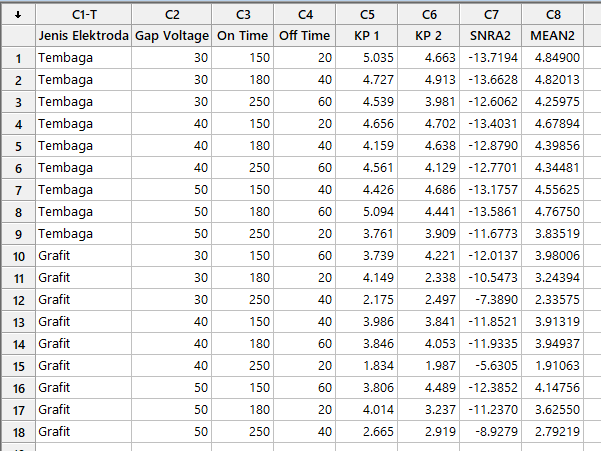 ↓ C1-T C2 C3 C4 C5 C6 C7 C8
Jenis Elektroda Gap Voltage On Time Off Time KP 1 KP 2 SNRA2 MEAN2
1 Tembaga 30 150 20 5.035 4.663 -13.7194 4.84900
2 Tembaga 30 180 40 4.727 4.913 -13.6628 4.82013
3 Tembaga 30 250 60 4.539 3.981 -12.6062 4.25975
4 Tembaga 40 150 20 4.656 4.702 -13.4031 4.67894
5 Tembaga 40 180 40 4.159 4.638 -12.8790 4.39856
6 Tembaga 40 250 60 4.561 4.129 -12.7701 4.34481
7 Tembaga 50 150 40 4.426 4.686 -13.1757 4.55625
8 Tembaga 50 180 60 5.094 4.441 -13.5861 4.76750
9 Tembaga 50 250 20 3.761 3.909 -11.6773 3.83519
10 Grafit 30 150 60 3.739 4.221 -12.0137 3.98006
11 Grafit 30 180 20 4.149 2.338 -10.5473 3.24394
12 Grafit 30 250 40 2.175 2.497 -7.3890 2.33575
13 Grafit 40 150 40 3.986 3.841 -11.8521 3.91319
14 Grafit 40 180 60 3.846 4.053 -11.9335 3.94937
15 Grafit 40 250 20 1.834 1.987 -5.6305 1.91063
16 Grafit 50 150 60 3.806 4.489 -12.3852 4.14756
17 Grafit 50 180 20 4.014 3.237 -11.2370 3.62550
18 Grafit 50 250 40 2.665 2.919 -8.9279 2.79219